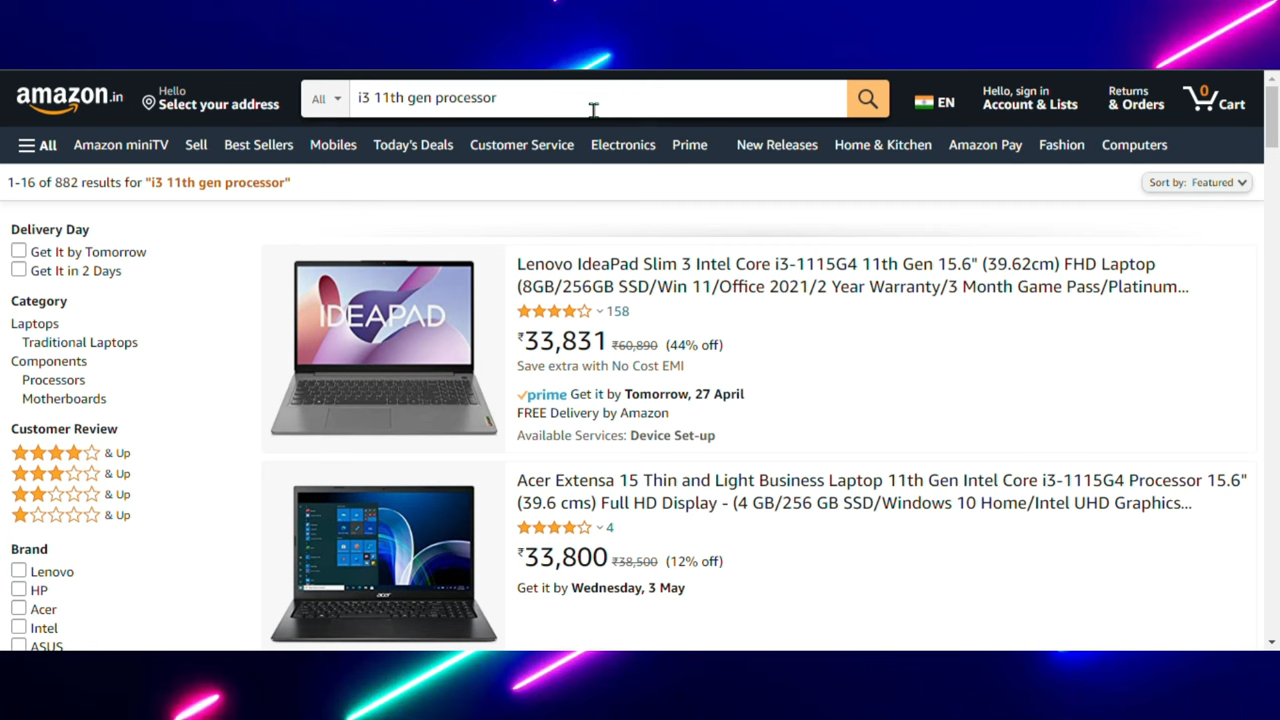 amazon.in
Hello
Select your address
All
i3 11th gen processor
EN
Hello, sign in
Account & Lists
Returns
& Orders
0
Cart
All
Amazon miniTV
Sell
Best Sellers
Mobiles
Today's Deals
Customer Service
Electronics
Prime
New Releases
Home & Kitchen
Amazon Pay
Fashion
Computers
1-16 of 882 results for "i3 11th gen processor"
Sort by: Featured
Delivery Day
Get It by Tomorrow
Get It in 2 Days
Category
Laptops
Traditional Laptops
Components
Processors
Motherboards
Customer Review
& Up
& Up
& Up
& Up
Brand
Lenovo
HP
Acer
Intel
ASUS
IDEAPAD
Lenovo IdeaPad Slim 3 Intel Core i3-1115G4 11th Gen 15.6" (39.62cm) FHD Laptop
(8GB/256GB SSD/Win 11/Office 2021/2 Year Warranty/3 Month Game Pass/Platinum...
158
₹33,831 ₹60,890 (44% off)
Save extra with No Cost EMI
prime Get it by Tomorrow, 27 April
FREE Delivery by Amazon
Available Services: Device Set-up
acer
Acer Extensa 15 Thin and Light Business Laptop 11th Gen Intel Core i3-1115G4 Processor 15.6"
(39.6 cms) Full HD Display - (4 GB/256 GB SSD/Windows 10 Home/Intel UHD Graphics...
4
₹33,800 ₹38,500 (12% off)
Get it by Wednesday, 3 May